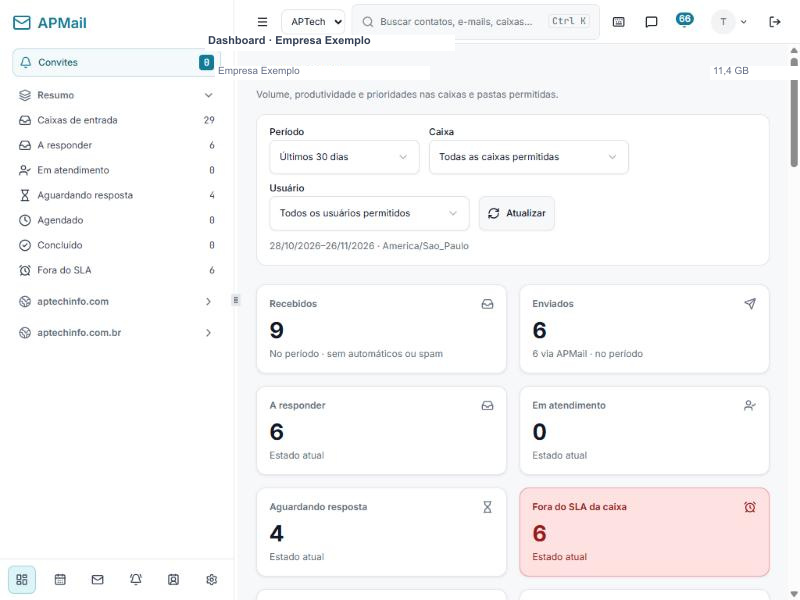 APMail
APTech
Buscar contatos, e-mails, caixas...
Ctrl K
66
T
Dashboard · Empresa Exemplo
Convites
0
Empresa Exemplo
11,4 GB
Resumo
Caixas de entrada 29
A responder 6
Em atendimento 0
Aguardando resposta 4
Agendado 0
Concluído 0
Fora do SLA 6
aptechinfo.com
aptechinfo.com.br
Volume, produtividade e prioridades nas caixas e pastas permitidas.
Período
Últimos 30 dias
Caixa
Todas as caixas permitidas
Usuário
Todos os usuários permitidos
Atualizar
28/10/2026–26/11/2026 · America/Sao_Paulo
Recebidos
9
No período · sem automáticos ou spam
Enviados
6
6 via APMail · no período
A responder
6
Estado atual
Em atendimento
0
Estado atual
Aguardando resposta
4
Estado atual
Fora do SLA da caixa
6
Estado atual